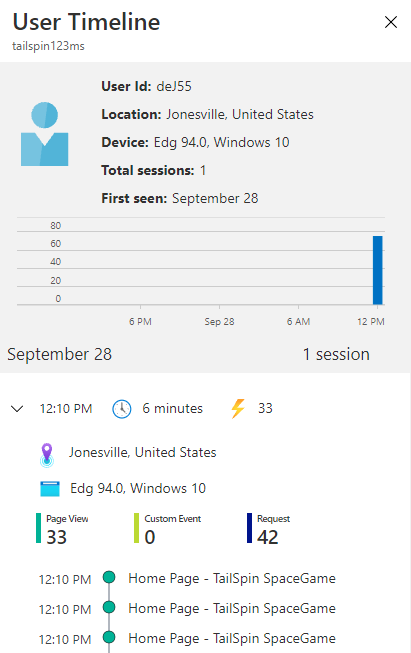 User Timeline
tailspin123ms
User Id: deJ55
Location: Jonesville, United States
Device: Edg 94.0, Windows 10
Total sessions: 1
First seen: September 28
80
60
40
20
0
6 PM Sep 28 6 AM 12 PM
September 28 1 session
12:10 PM 6 minutes 33
Jonesville, United States
Edg 94.0, Windows 10
Page View Custom Event Request
33 0 42
12:10 PM Home Page - TailSpin SpaceGame
12:10 PM Home Page - TailSpin SpaceGame
12:10 PM Home Page - TailSpin SpaceGame